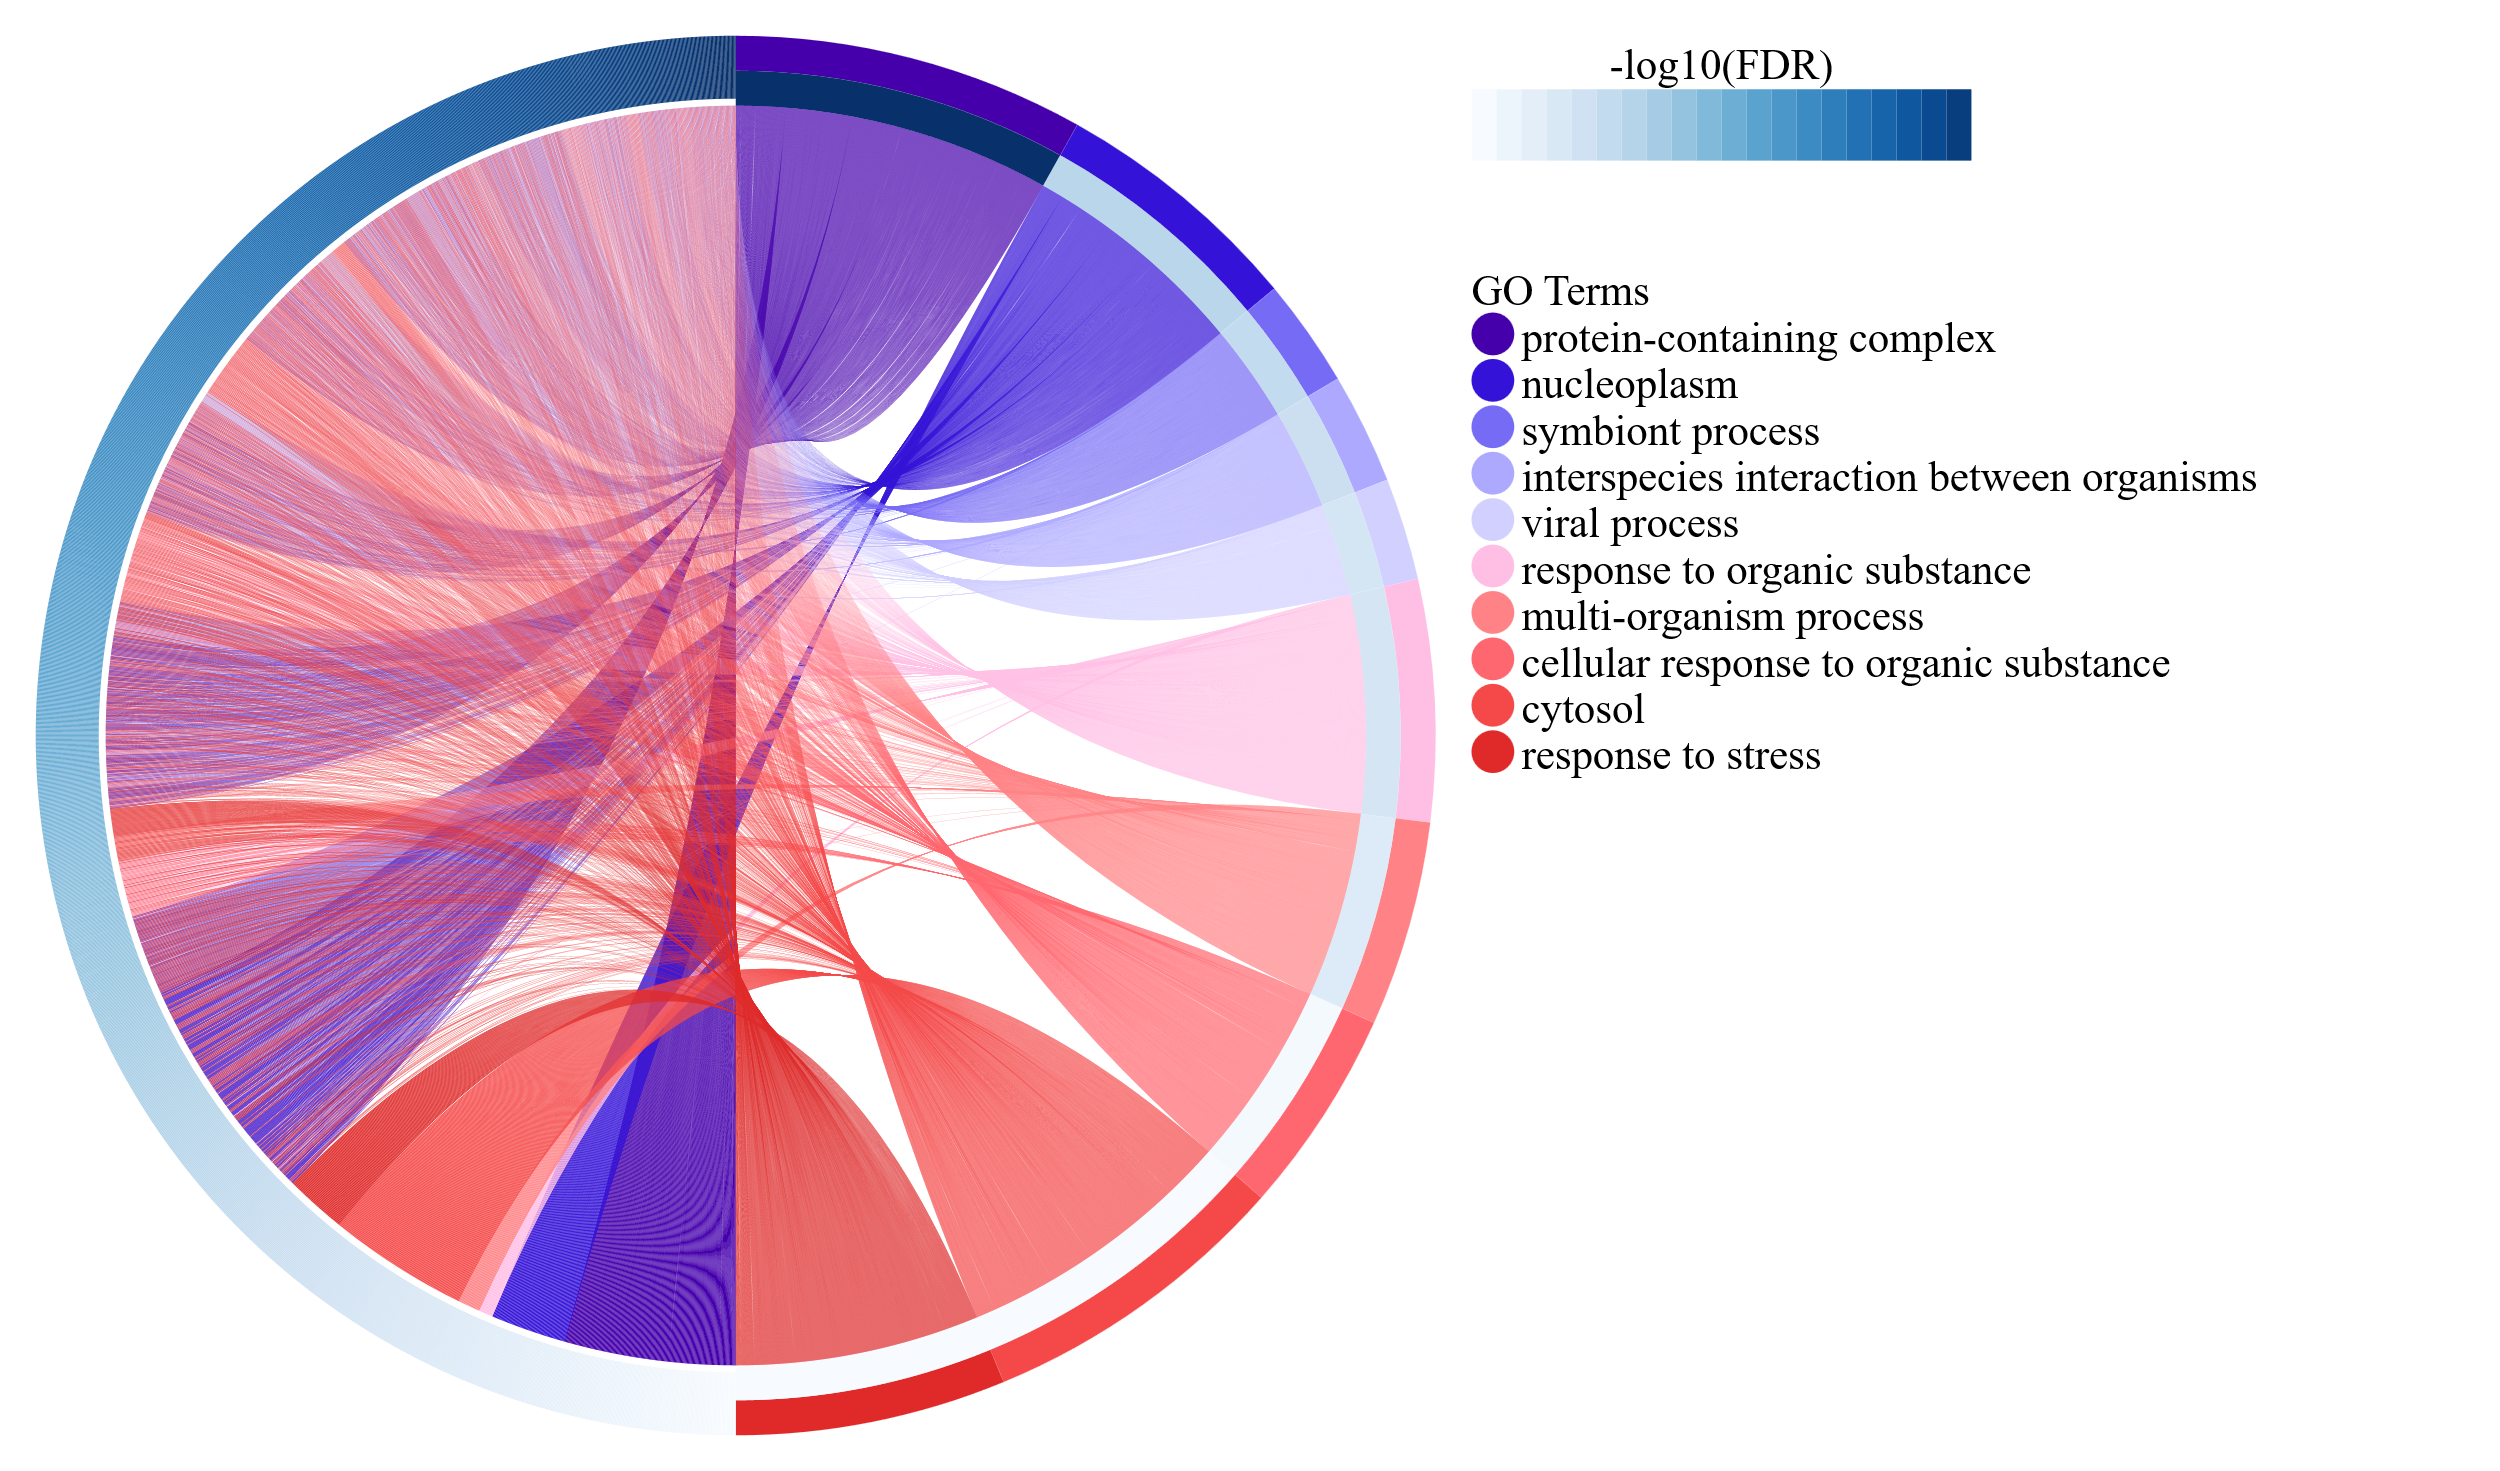 -log10(FDR)
GO Terms
protein-containing complex
nucleoplasm
symbiont process
interspecies interaction between organisms
viral process
response to organic substance
multi-organism process
cellular response to organic substance
cytosol
response to stress